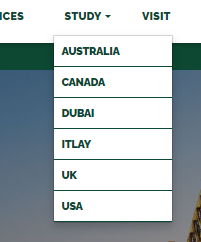 ICES STUDY VISIT
AUSTRALIA
CANADA
DUBAI
ITLAY
UK
USA